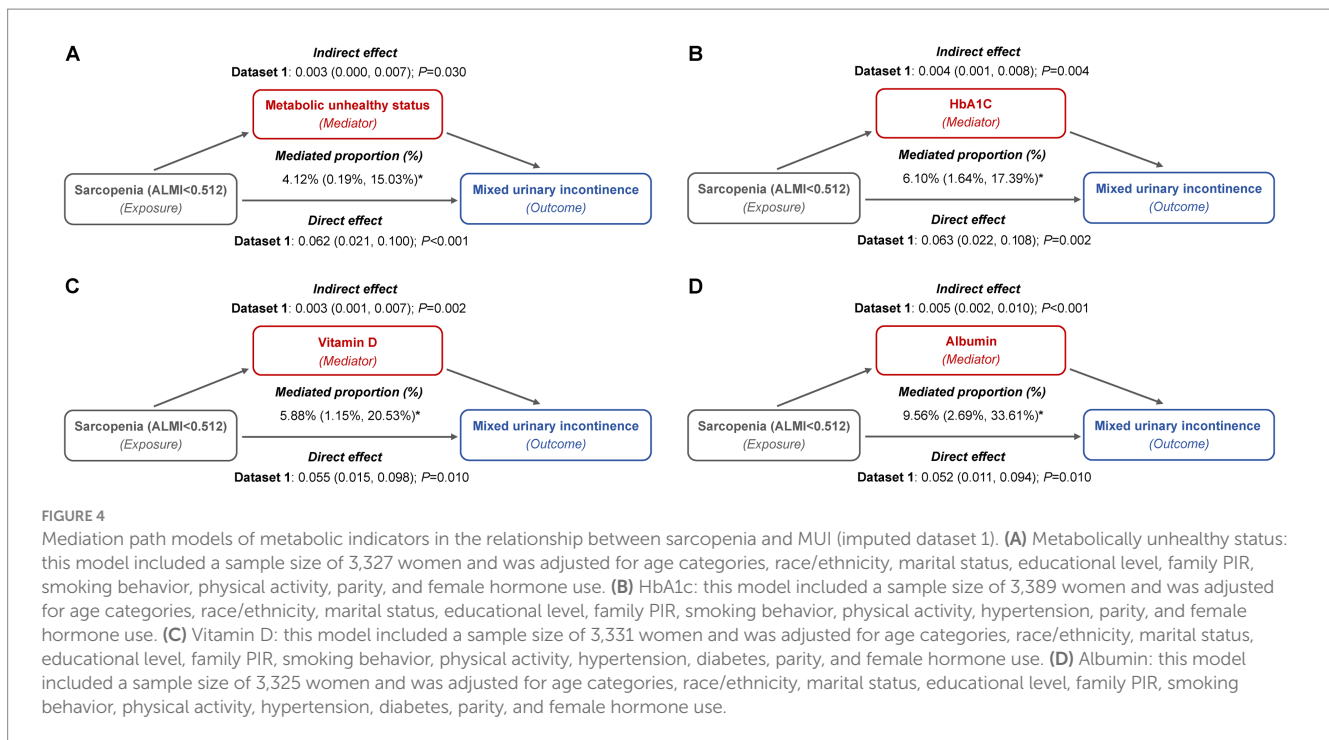 A
Indirect effect
Dataset 1: 0.003 (0.000, 0.007); P=0.030
Metabolic unhealthy status
(Mediator)
Mediated proportion (%)
4.12% (0.19%, 15.03%)*
Sarcopenia (ALMI<0.512)
(Exposure)
Mixed urinary incontinence
(Outcome)
Direct effect
Dataset 1: 0.062 (0.021, 0.100); P<0.001
B
Indirect effect
Dataset 1: 0.004 (0.001, 0.008); P=0.004
HbA1C
(Mediator)
Mediated proportion (%)
6.10% (1.64%, 17.39%)*
Sarcopenia (ALMI<0.512)
(Exposure)
Mixed urinary incontinence
(Outcome)
Direct effect
Dataset 1: 0.063 (0.022, 0.108); P=0.002
C
Indirect effect
Dataset 1: 0.003 (0.001, 0.007); P=0.002
Vitamin D
(Mediator)
Mediated proportion (%)
5.88% (1.15%, 20.53%)*
Sarcopenia (ALMI<0.512)
(Exposure)
Mixed urinary incontinence
(Outcome)
Direct effect
Dataset 1: 0.055 (0.015, 0.098); P=0.010
D
Indirect effect
Dataset 1: 0.005 (0.002, 0.010); P<0.001
Albumin
(Mediator)
Mediated proportion (%)
9.56% (2.69%, 33.61%)*
Sarcopenia (ALMI<0.512)
(Exposure)
Mixed urinary incontinence
(Outcome)
Direct effect
Dataset 1: 0.052 (0.011, 0.094); P=0.010
FIGURE 4
Mediation path models of metabolic indicators in the relationship between sarcopenia and MUI (imputed dataset 1). (A) Metabolically unhealthy status:
this model included a sample size of 3,327 women and was adjusted for age categories, race/ethnicity, marital status, educational level, family PIR,
smoking behavior, physical activity, parity, and female hormone use. (B) HbA1c: this model included a sample size of 3,389 women and was adjusted
for age categories, race/ethnicity, marital status, educational level, family PIR, smoking behavior, physical activity, hypertension, parity, and female
hormone use. (C) Vitamin D: this model included a sample size of 3,331 women and was adjusted for age categories, race/ethnicity, marital status,
educational level, family PIR, smoking behavior, physical activity, hypertension, diabetes, parity, and female hormone use. (D) Albumin: this model
included a sample size of 3,325 women and was adjusted for age categories, race/ethnicity, marital status, educational level, family PIR, smoking
behavior, physical activity, hypertension, diabetes, parity, and female hormone use.